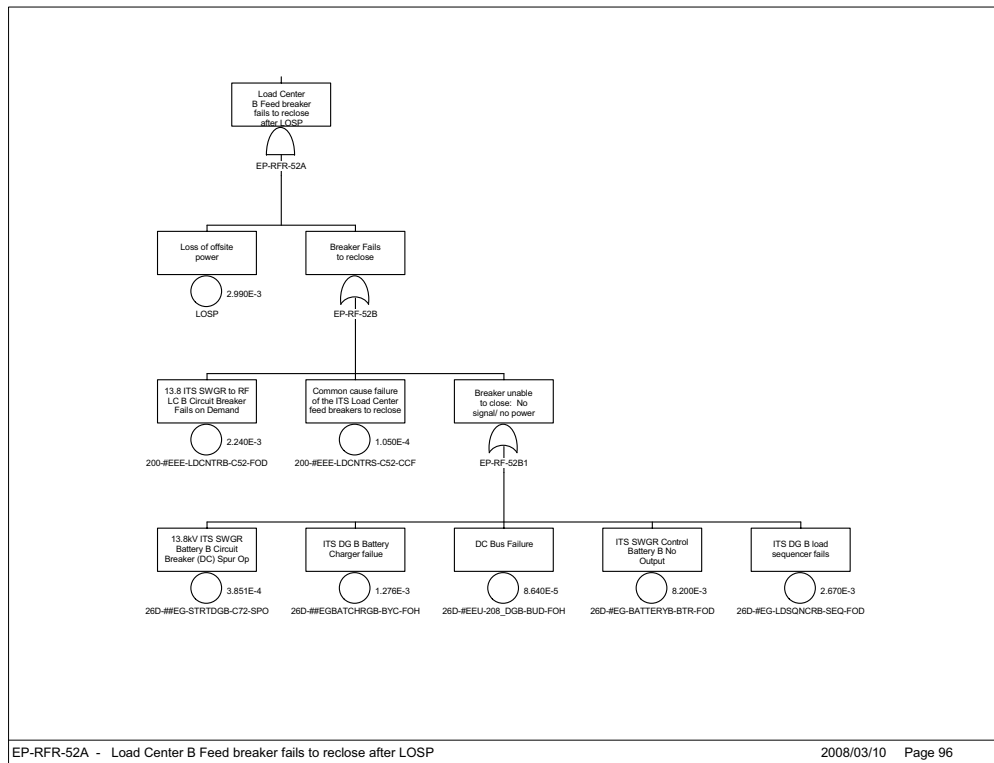 Load Center
B Feed breaker
fails to reclose
after LOSP
EP-RFR-52A
Loss of offsite
power
2.990E-3
LOSP
Breaker Fails
to reclose
EP-RF-52B
13.8 ITS SWGR to RF
LC B Circuit Breaker
Fails on Demand
2.240E-3
200-#EEE-LDCNTRB-C52-FOD
Common cause failure
of the ITS Load Center
feed breakers to reclose
1.050E-4
200-#EEE-LDCNTRS-C52-CCF
Breaker unable
to close: No
signal/ no power
EP-RF-52B1
13.8kV ITS SWGR
Battery B Circuit
Breaker (DC) Spur Op
3.851E-4
26D-##EG-STRTDGB-C72-SPO
ITS DG B Battery
Charger failue
1.276E-3
26D-##EGBATCHRGB-BYC-FOH
DC Bus Failure
8.640E-5
26D-#EEU-208_DGB-BUD-FOH
ITS SWGR Control
Battery B No
Output
8.200E-3
26D-#EG-BATTERYB-BTR-FOD
ITS DG B load
sequencer fails
2.670E-3
26D-#EG-LDSQNCRB-SEQ-FOD
EP-RFR-52A - Load Center B Feed breaker fails to reclose after LOSP 2008/03/10 Page 96